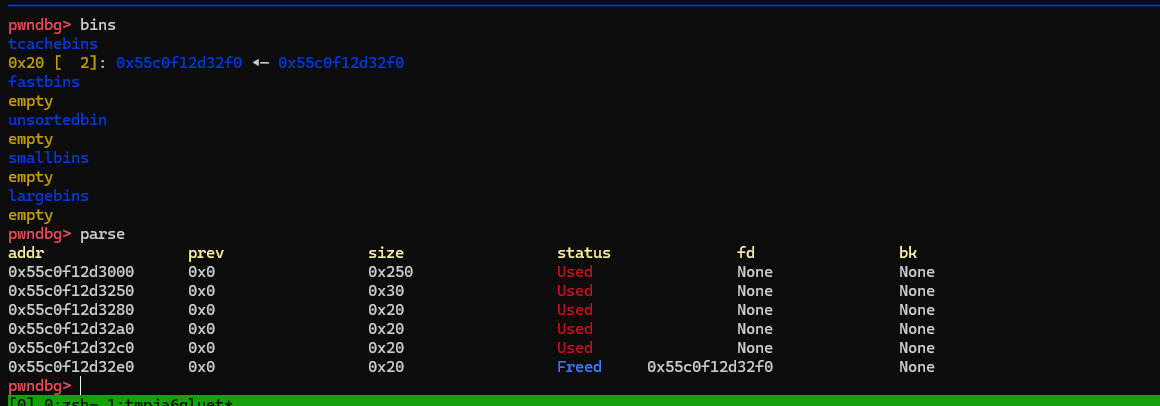 pwndbg> bins
tcachebins
0x20 [  2]: 0x55c0f12d32f0 ◂— 0x55c0f12d32f0
fastbins
empty
unsortedbin
empty
smallbins
empty
largebins
empty
pwndbg> parse
addr prev size status fd bk
0x55c0f12d3000 0x0 0x250 Used None None
0x55c0f12d3250 0x0 0x30 Used None None
0x55c0f12d3280 0x0 0x20 Used None None
0x55c0f12d32a0 0x0 0x20 Used None None
0x55c0f12d32c0 0x0 0x20 Used None None
0x55c0f12d32e0 0x0 0x20 Freed 0x55c0f12d32f0 None
pwndbg>
[0] 0:zsh-